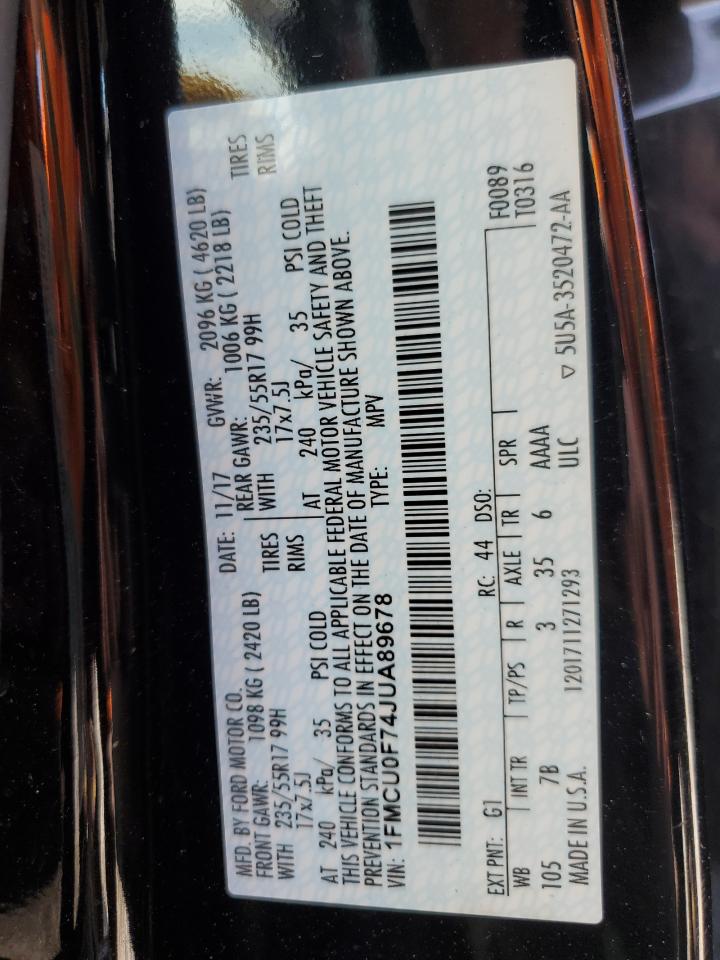 MFD. BY FORD MOTOR CO. DATE: 11/17 GVWR: 2096 KG ( 4620 LB)
FRONT GAWR: 1098 KG ( 2420 LB) REAR GAWR: 1006 KG ( 2218 LB)
WITH 235/55R17 99H TIRES WITH 235/55R17 99H TIRES
17x7.5J RIMS 17x7.5J RIMS
AT 240 kPa/ 35 PSI COLD AT 240 kPa/ 35 PSI COLD
THIS VEHICLE CONFORMS TO ALL APPLICABLE FEDERAL MOTOR VEHICLE SAFETY AND THEFT
PREVENTION STANDARDS IN EFFECT ON THE DATE OF MANUFACTURE SHOWN ABOVE.
VIN: 1FMCU0F74JUA89678 TYPE: MPV
EXT PNT: G1 RC: 44 DSO: F0089
WB INT TR TP/PS R AXLE TR SPR T0316
105 7B 3 35 6 AAAA
MADE IN U.S.A. 1201711271293 ULC ▽ 5U5A-3520472-AA